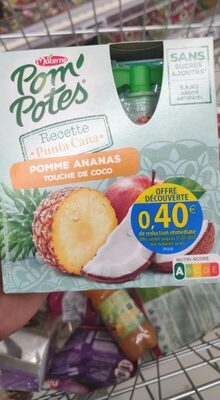 Materne
Pom'
Potes
SANS
SUCRES
AJOUTÉS*
SANS
ARÔME
ARTIFICIEL
Recette
Punta Cana
POMME ANANAS
TOUCHE DE COCO
OFFRE
DÉCOUVERTE
0,40€
de réduction immédiate
NUTRI-SCORE
A B C D E